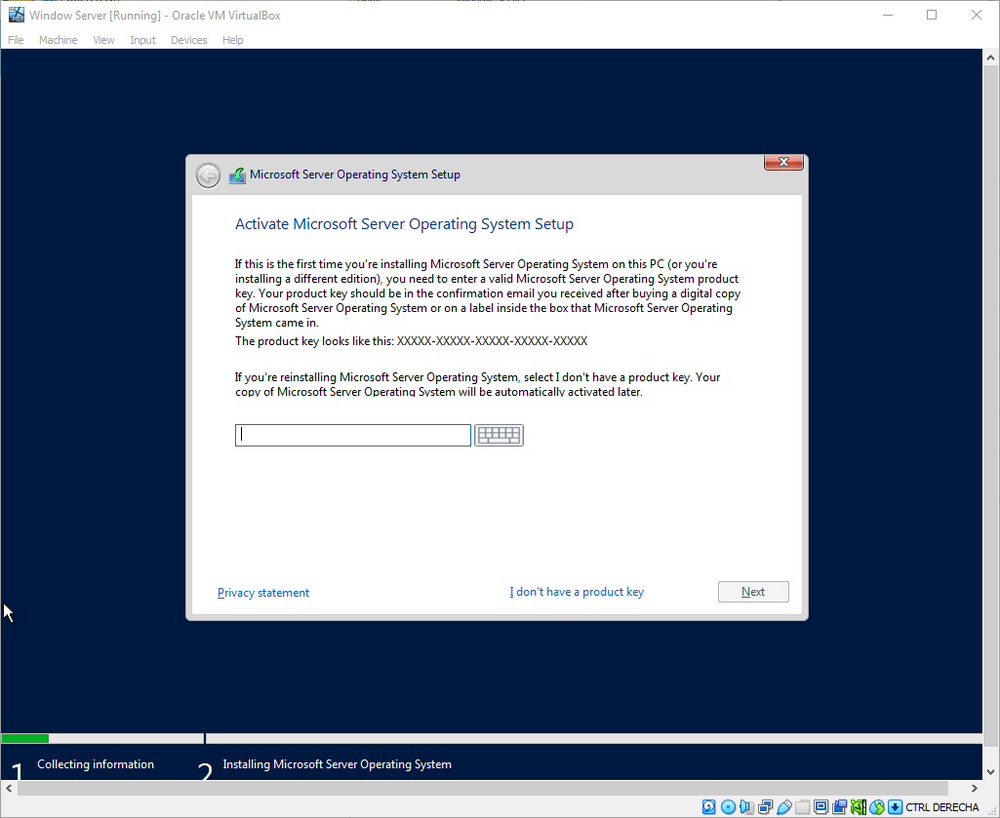 Window Server [Running] - Oracle VM VirtualBox
File Machine View Input Devices Help
Microsoft Server Operating System Setup
Activate Microsoft Server Operating System Setup
If this is the first time you're installing Microsoft Server Operating System on this PC (or you're
installing a different edition), you need to enter a valid Microsoft Server Operating System product
key. Your product key should be in the confirmation email you received after buying a digital copy
of Microsoft Server Operating System or on a label inside the box that Microsoft Server Operating
System came in.
The product key looks like this: XXXXX-XXXXX-XXXXX-XXXXX-XXXXX
If you're reinstalling Microsoft Server Operating System, select I don't have a product key. Your
copy of Microsoft Server Operating System will be automatically activated later.
Privacy statement
I don't have a product key
Next
1 Collecting information
2 Installing Microsoft Server Operating System
CTRL DERECHA